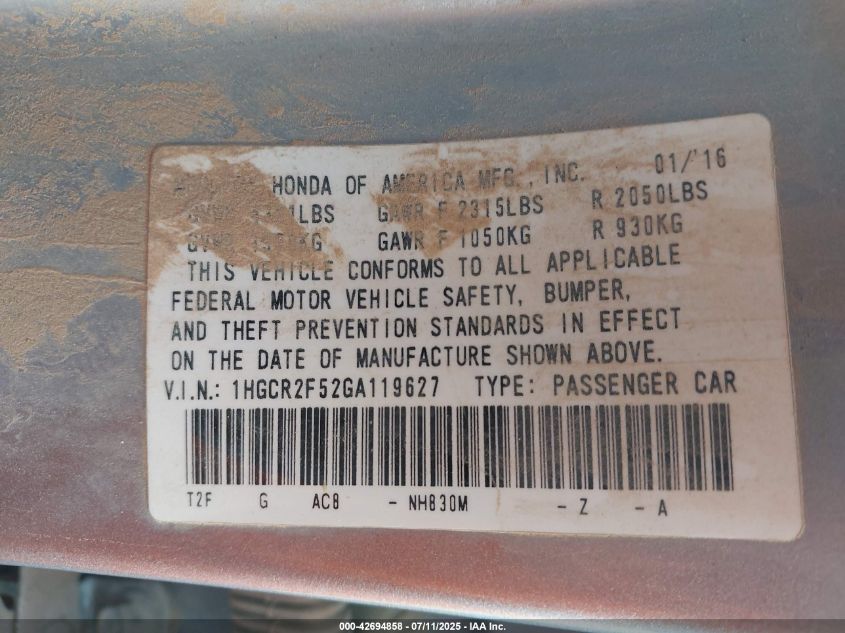 HONDA OF AMERICA MFG., INC. 01/'16
LBS GAWR F 2315LBS R 2050LBS
KG GAWR F 1050KG R 930KG
THIS VEHICLE CONFORMS TO ALL APPLICABLE
FEDERAL MOTOR VEHICLE SAFETY, BUMPER,
AND THEFT PREVENTION STANDARDS IN EFFECT
ON THE DATE OF MANUFACTURE SHOWN ABOVE.
V.I.N.: 1HGCR2F52GA119627 TYPE: PASSENGER CAR
T2F G AC8 - NH830M - Z - A
000-42694858 - 07/11/2025 - IAA Inc.